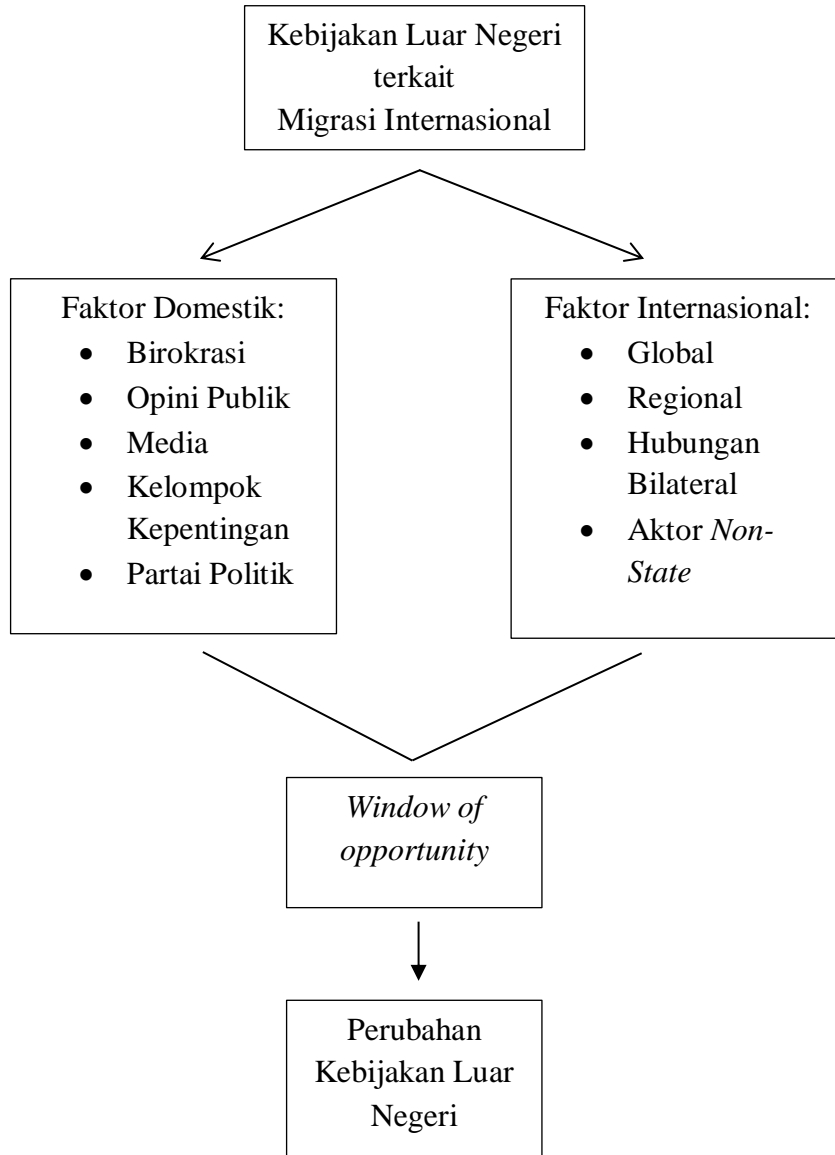 Kebijakan Luar Negeri
terkait
Migrasi Internasional
Faktor Domestik:
• Birokrasi
• Opini Publik
• Media
• Kelompok
Kepentingan
• Partai Politik
Faktor Internasional:
• Global
• Regional
• Hubungan
Bilateral
• Aktor Non-
State
Window of
opportunity
Perubahan
Kebijakan Luar
Negeri